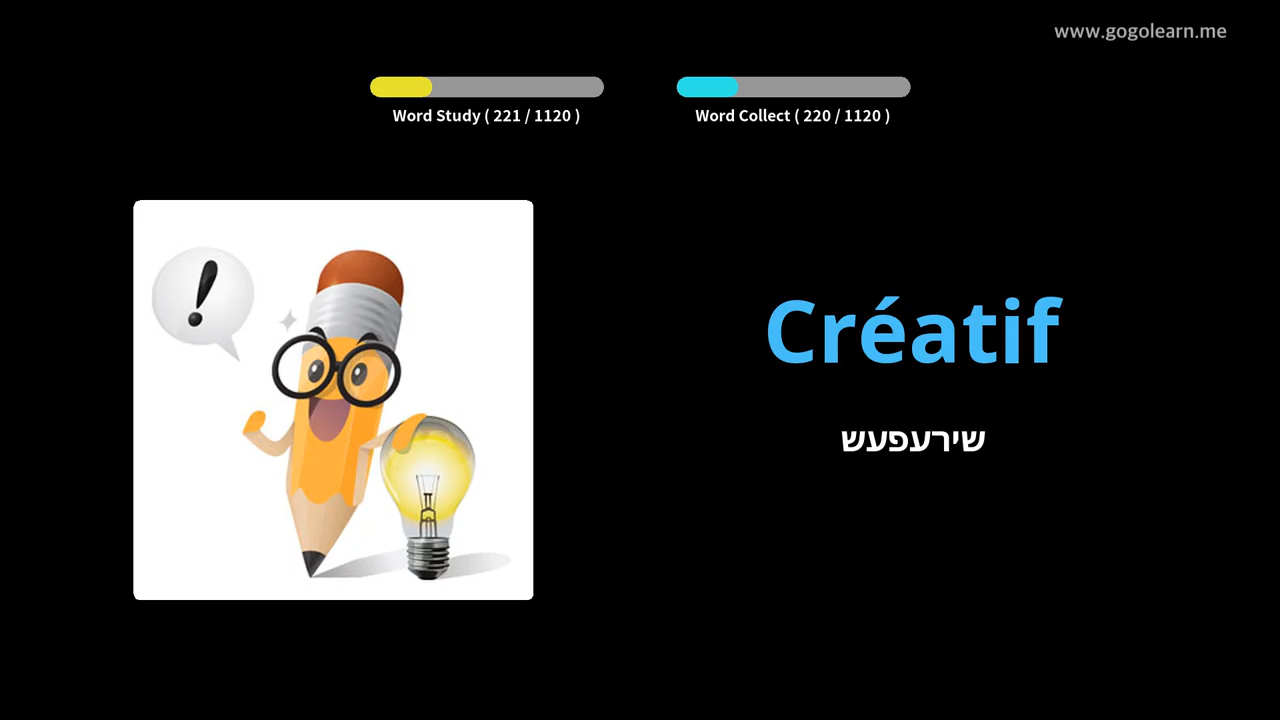 www.gogolearn.me
Word Study ( 221 / 1120 )
Word Collect ( 220 / 1120 )
!
Créatif
שירעפעש